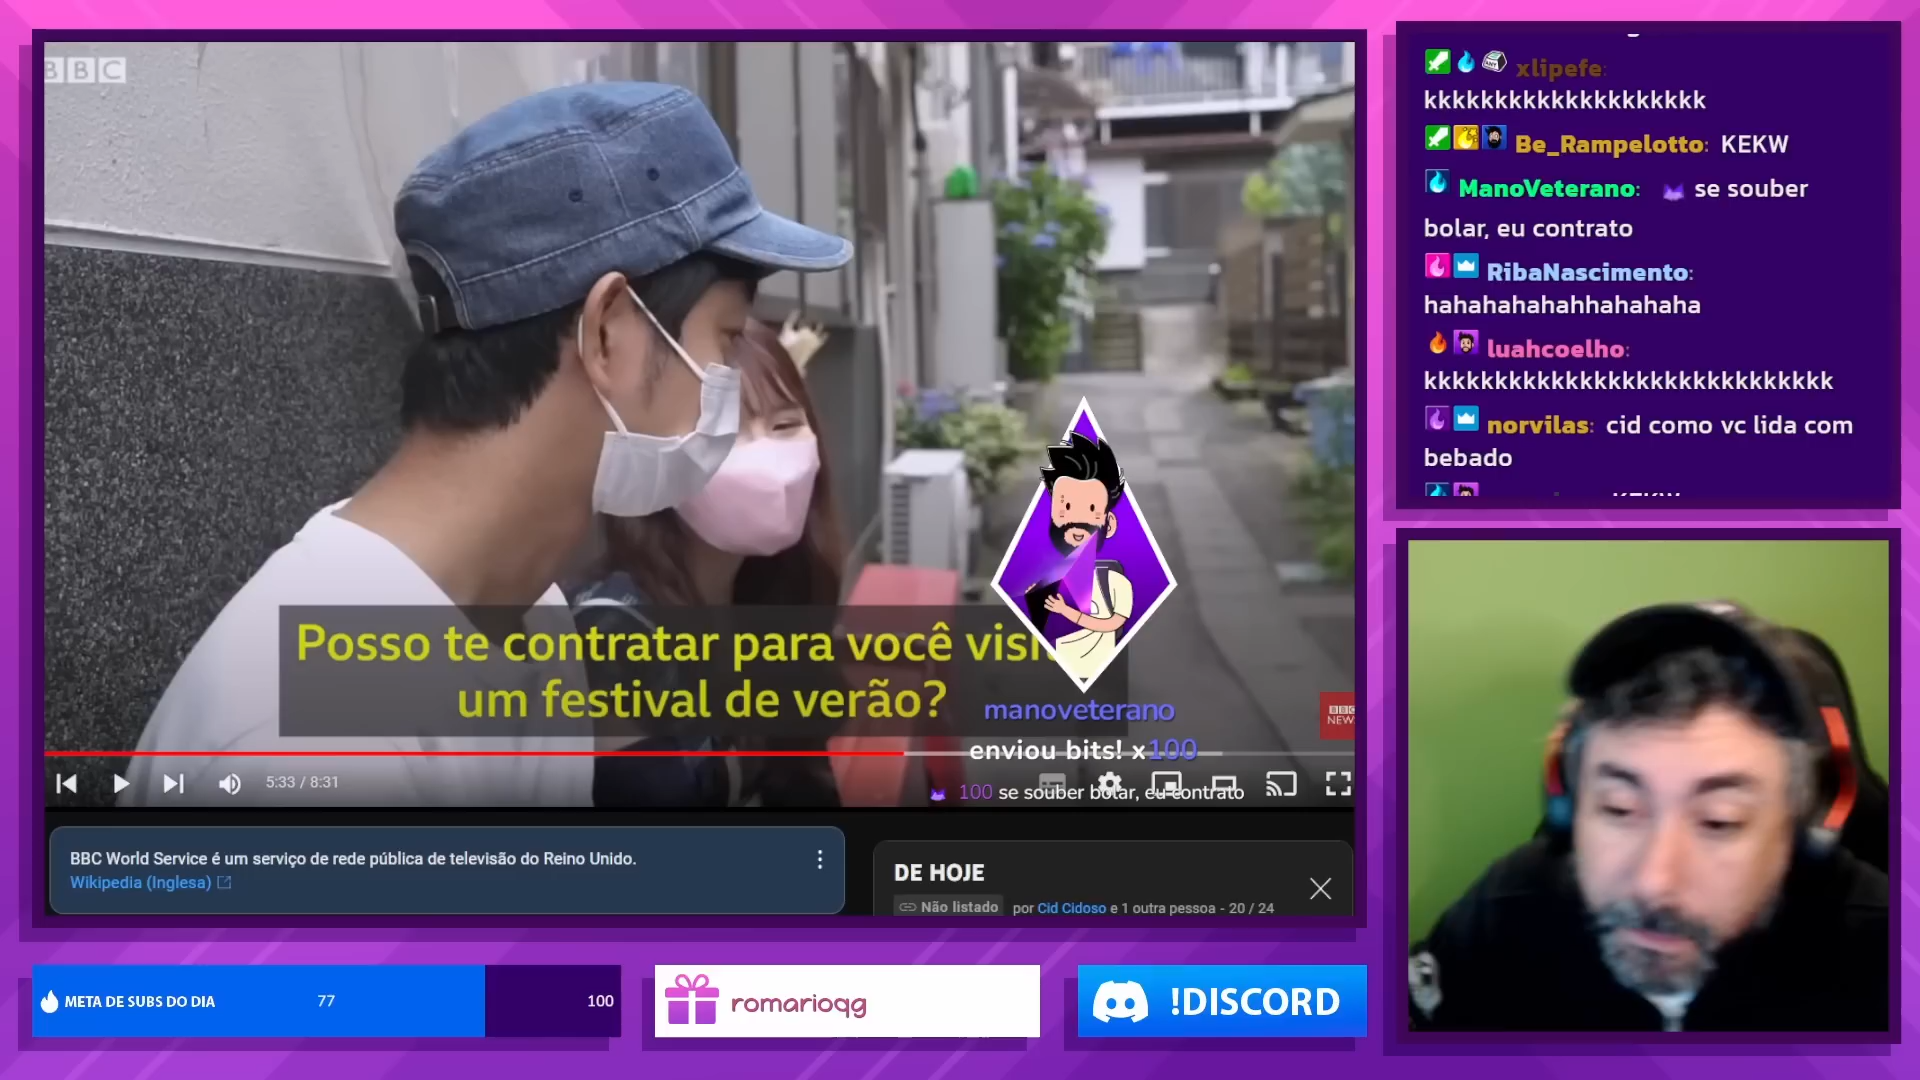 BBC
Posso te contratar para você
um festival de verão?
manoveterano
enviou bits! x100
100 se souber bolar, eu contrato
BBC
NEW
5:33 / 8:31
BBC World Service é um serviço de rede pública de televisão do Reino Unido.
Wikipedia (Inglesa)
DE HOJE
Não listado por Cid Cidoso e 1 outra pessoa - 20 / 24
xlipefe:
kkkkkkkkkkkkkkkkkkkk
Be_Rampelotto: KEKW
ManoVeterano: se souber
bolar, eu contrato
RibaNascimento:
hahahahahahhahahaha
luahcoelho:
kkkkkkkkkkkkkkkkkkkkkkkkkkkkk
norvilas: cid como vc lida com
bebado
META DE SUBS DO DIA 77 100
romarioqg
!DISCORD